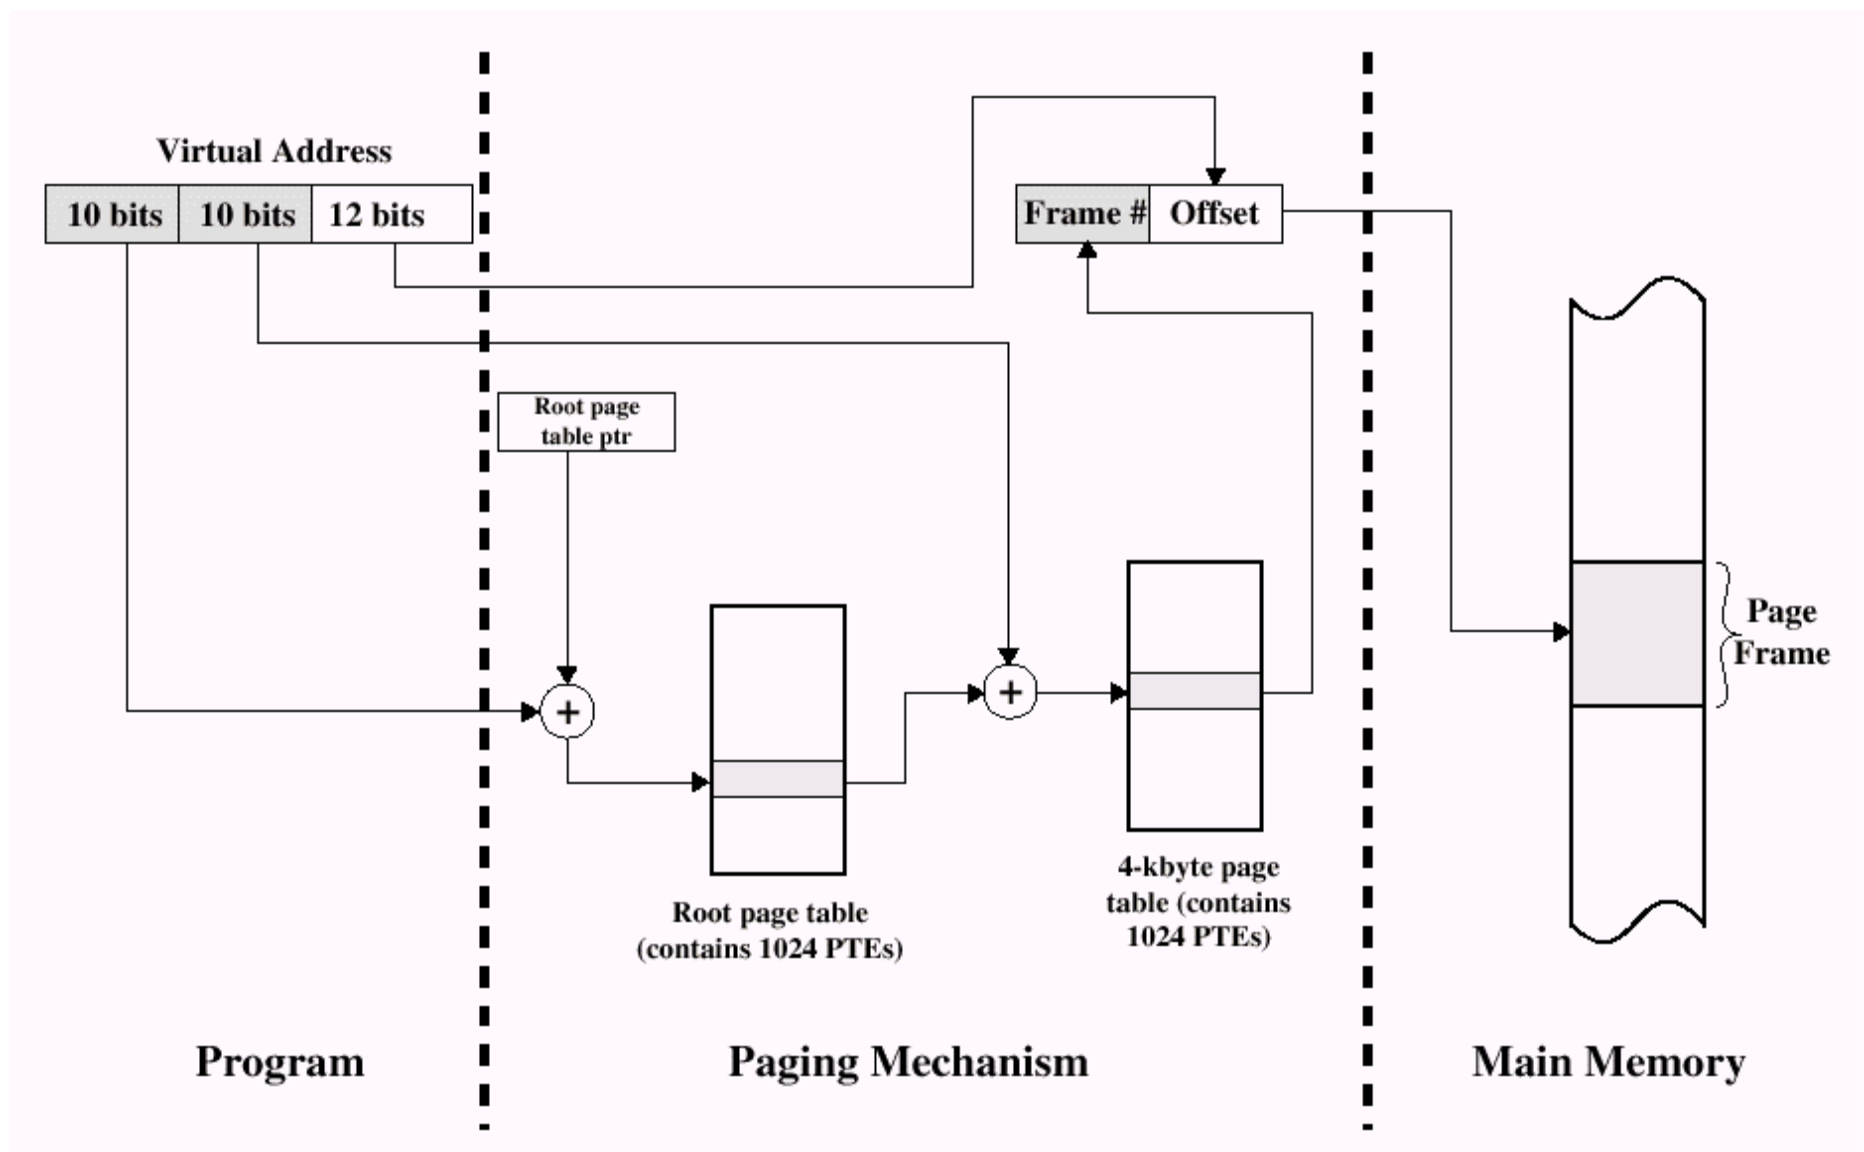 Virtual Address
10 bits 10 bits 12 bits
Frame # Offset
Root page
table ptr
+
+
Page
Frame
Root page table
(contains 1024 PTEs)
4-kbyte page
table (contains
1024 PTEs)
Program
Paging Mechanism
Main Memory